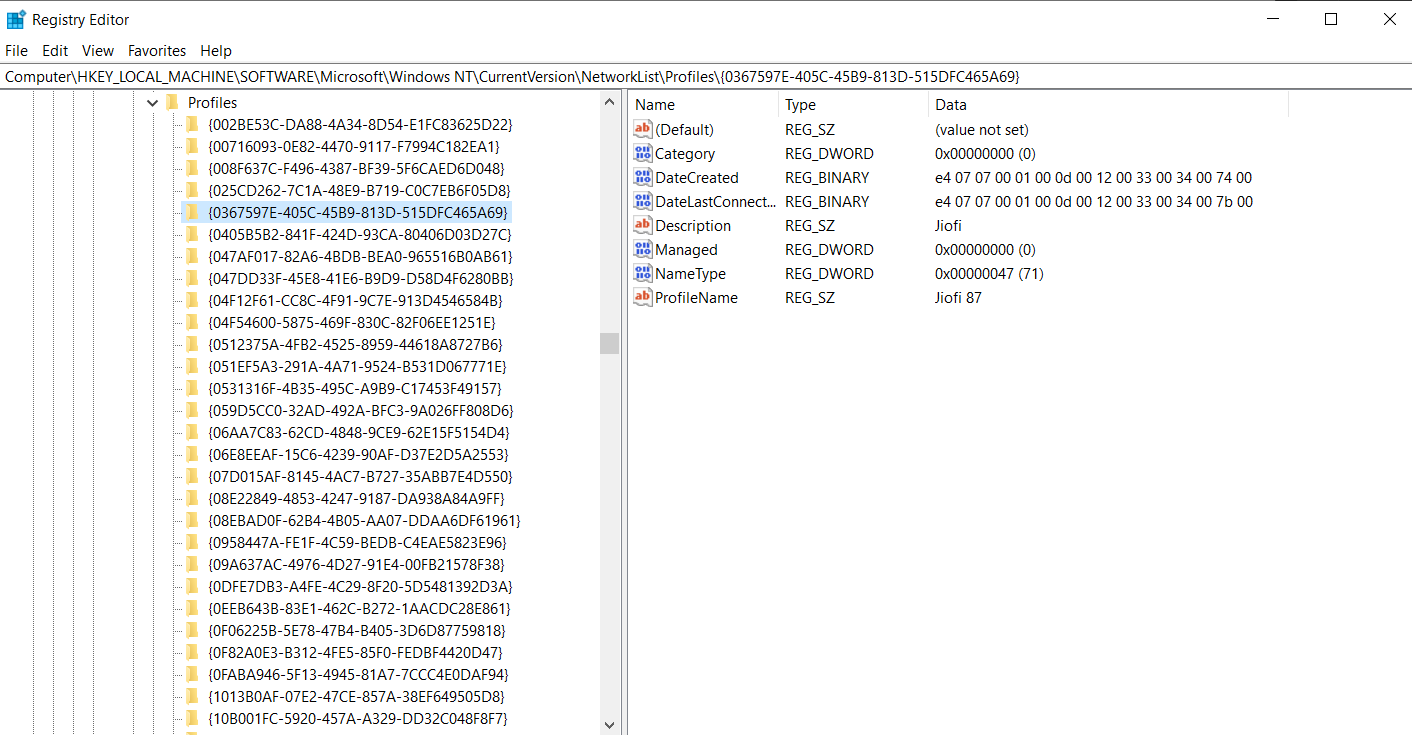 Registry Editor
File Edit View Favorites Help
Computer\HKEY_LOCAL_MACHINE\SOFTWARE\Microsoft\Windows NT\CurrentVersion\NetworkList\Profiles\{0367597E-405C-45B9-813D-515DFC465A69}
Profiles
{002BE53C-DA88-4A34-8D54-E1FC83625D22}
{00716093-0E82-4470-9117-F7994C182EA1}
{008F637C-F496-4387-BF39-5F6CAED6D048}
{025CD262-7C1A-48E9-B719-C0C7EB6F05D8}
{0367597E-405C-45B9-813D-515DFC465A69}
{0405B5B2-841F-424D-93CA-80406D03D27C}
{047AF017-82A6-4BDB-BEA0-965516B0AB61}
{047DD33F-45E8-41E6-B9D9-D58D4F6280BB}
{04F12F61-CC8C-4F91-9C7E-913D4546584B}
{04F54600-5875-469F-830C-82F06EE1251E}
{0512375A-4FB2-4525-8959-44618A8727B6}
{051EF5A3-291A-4A71-9524-B531D067771E}
{0531316F-4B35-495C-A9B9-C17453F49157}
{059D5CC0-32AD-492A-BFC3-9A026FF808D6}
{06AA7C83-62CD-4848-9CE9-62E15F5154D4}
{06E8EEAF-15C6-4239-90AF-D37E2D5A2553}
{07D015AF-8145-4AC7-B727-35ABB7E4D550}
{08E22849-4853-4247-9187-DA938A84A9FF}
{08EBAD0F-62B4-4B05-AA07-DDAA6DF61961}
{0958447A-FE1F-4C59-BEDB-C4EAE5823E96}
{09A637AC-4976-4D27-91E4-00FB21578F38}
{0DFE7DB3-A4FE-4C29-8F20-5D5481392D3A}
{0EEB643B-83E1-462C-B272-1AACDC28E861}
{0F06225B-5E78-47B4-B405-3D6D87759818}
{0F82A0E3-B312-4FE5-85F0-FEDBF4420D47}
{0FABA946-5F13-4945-81A7-7CCC4E0DAF94}
{1013B0AF-07E2-47CE-857A-38EF649505D8}
{10B001FC-5920-457A-A329-DD32C048F8F7}
Name Type Data
(Default) REG_SZ (value not set)
Category REG_DWORD 0x00000000 (0)
DateCreated REG_BINARY e4 07 07 00 01 00 0d 00 12 00 33 00 34 00 74 00
DateLastConnect... REG_BINARY e4 07 07 00 01 00 0d 00 12 00 33 00 34 00 7b 00
Description REG_SZ Jiofi
Managed REG_DWORD 0x00000000 (0)
NameType REG_DWORD 0x00000047 (71)
ProfileName REG_SZ Jiofi 87